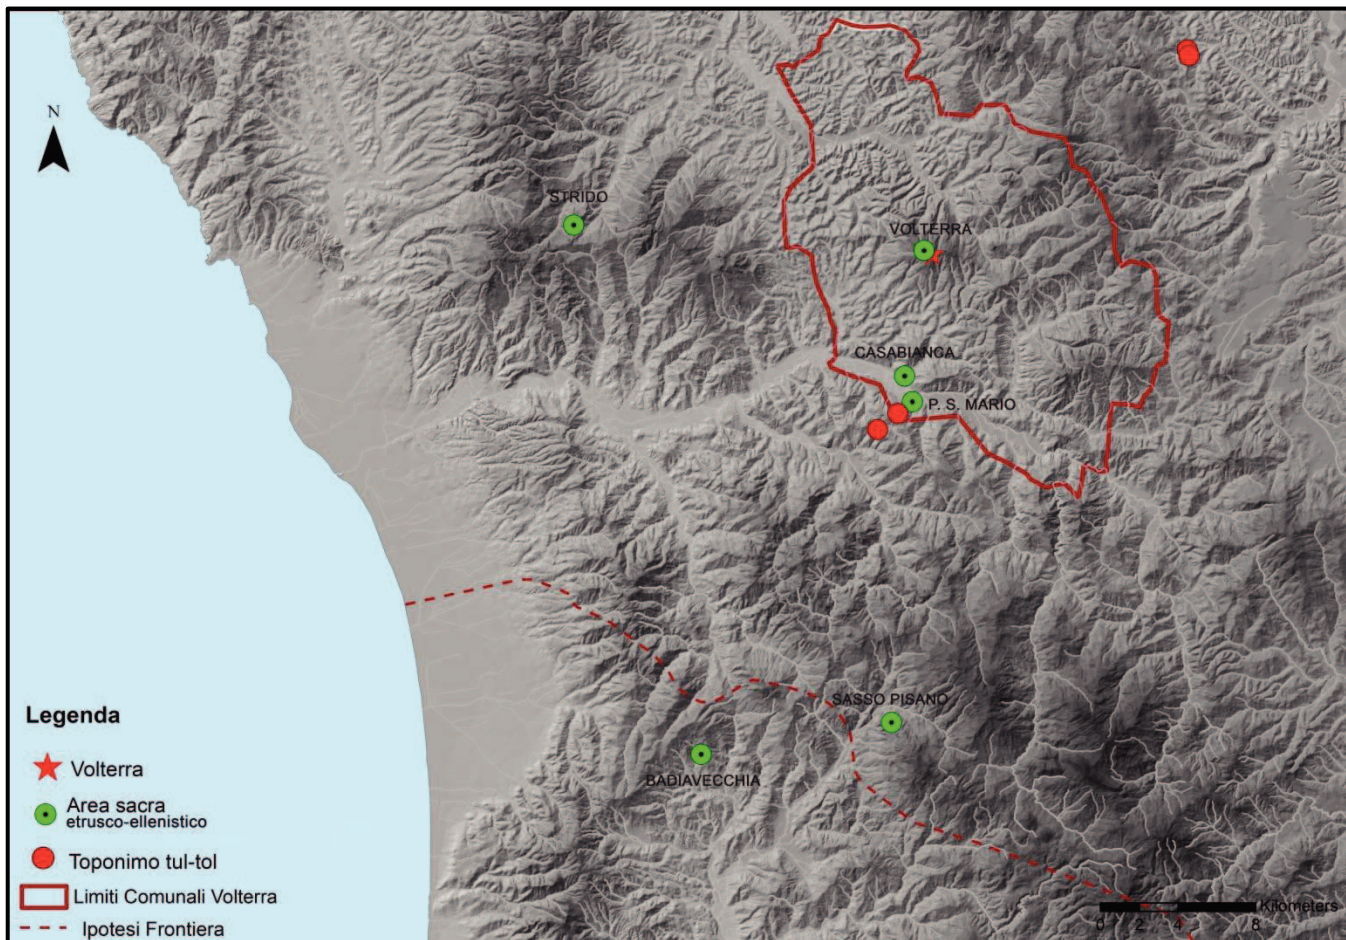 N
STRIDO
VOLTERRA
CASABIANCA
P. S. MARIO
SASSO PISANO
BADIAVECCHIA
Legenda
Volterra
Area sacra
etrusco-ellenistico
Toponimo tul-tol
Limiti Comunali Volterra
Ipotesi Frontiera
Kilometers
0 2 4 8